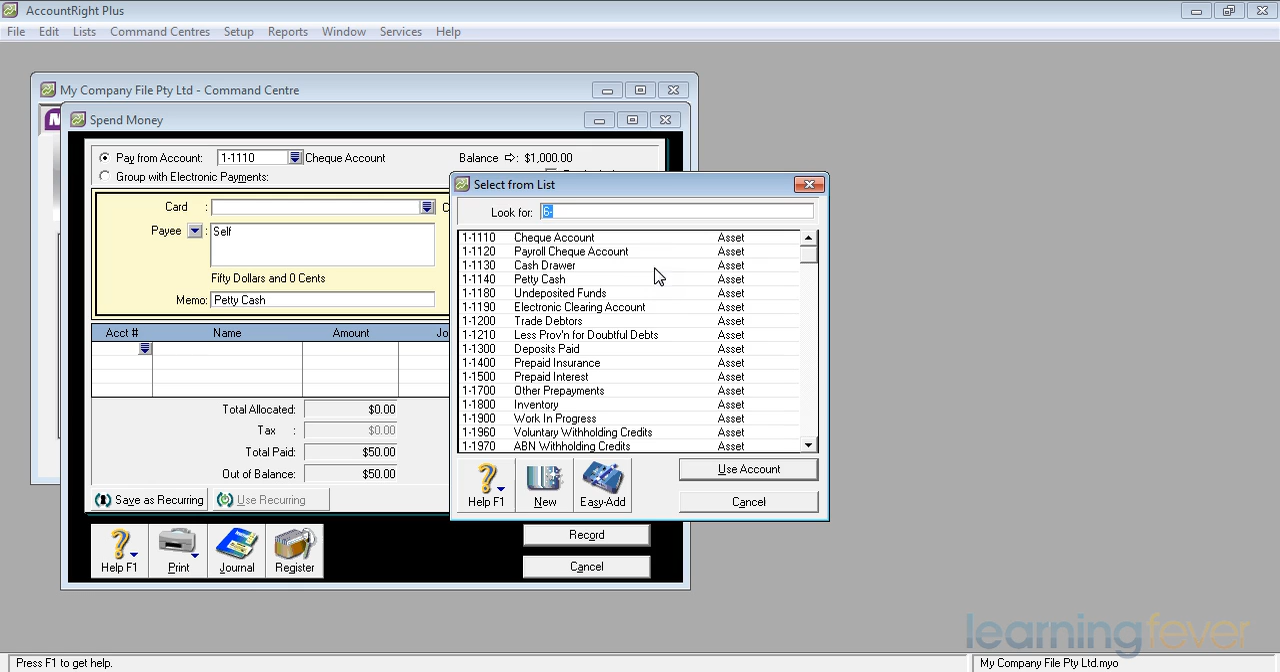 AccountRight Plus
File Edit Lists Command Centres Setup Reports Window Services Help
My Company File Pty Ltd - Command Centre
Spend Money
Pay from Account: 1-1110 Cheque Account Balance $1,000.00
Group with Electronic Payments:
Card :
Payee : Self
Fifty Dollars and 0 Cents
Memo: Petty Cash
Acct # Name Amount Jo
Total Allocated: $0.00
Tax : $0.00
Total Paid: $50.00
Out of Balance: $50.00
Save as Recurring Use Recurring
Help F1 Print Journal Register
Record
Cancel
Select from List
Look for: 6-
1-1110 Cheque Account Asset
1-1120 Payroll Cheque Account Asset
1-1130 Cash Drawer Asset
1-1140 Petty Cash Asset
1-1180 Undeposited Funds Asset
1-1190 Electronic Clearing Account Asset
1-1200 Trade Debtors Asset
1-1210 Less Prov'n for Doubtful Debts Asset
1-1300 Deposits Paid Asset
1-1400 Prepaid Insurance Asset
1-1500 Prepaid Interest Asset
1-1700 Other Prepayments Asset
1-1800 Inventory Asset
1-1900 Work In Progress Asset
1-1960 Voluntary Withholding Credits Asset
1-1970 ABN Withholding Credits Asset
Help F1 New Easy-Add
Use Account
Cancel
learningfever
Press F1 to get help. My Company File Pty Ltd.myo